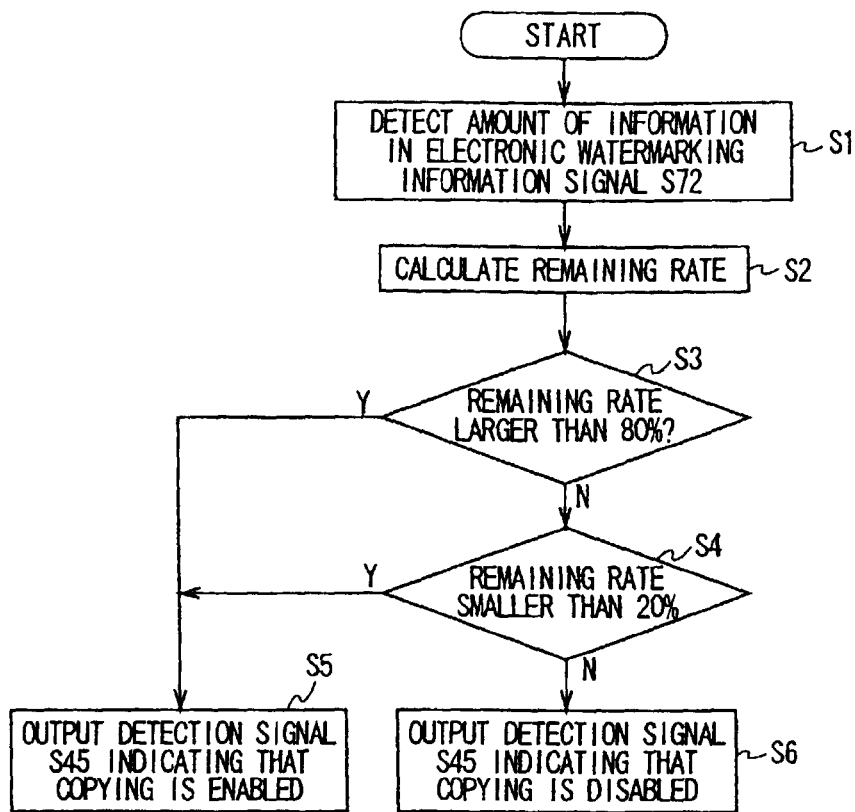 START
DETECT AMOUNT OF INFORMATION
IN ELECTRONIC WATERMARKING
INFORMATION SIGNAL S72
S1
CALCULATE REMAINING RATE
S2
S3
Y
REMAINING RATE
LARGER THAN 80%?
N
S4
Y
REMAINING RATE
SMALLER THAN 20%
N
S5
OUTPUT DETECTION SIGNAL
S45 INDICATING THAT
COPYING IS ENABLED
OUTPUT DETECTION SIGNAL
S45 INDICATING THAT
COPYING IS DISABLED
S6